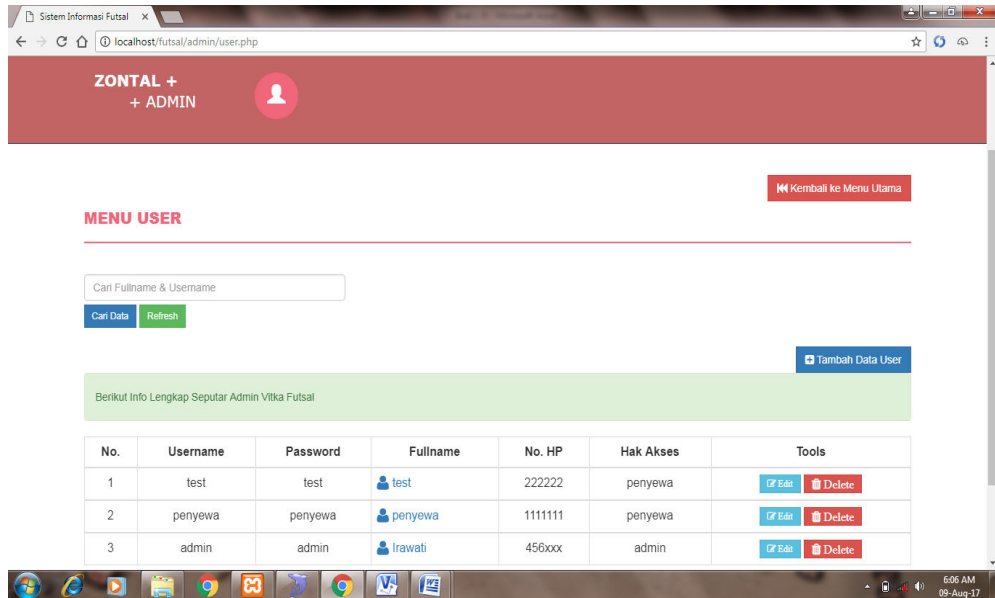 Sistem Informasi Futsal
localhost/futsal/admin/user.php
ZONTAL +
+ ADMIN
Kembali ke Menu Utama
MENU USER
Cari Fullname & Username
Cari Data Refresh
Tambah Data User
Berikut Info Lengkap Seputar Admin Vitka Futsal
No. Username Password Fullname No. HP Hak Akses Tools
1 test test test 222222 penyewa Edit Delete
2 penyewa penyewa penyewa 1111111 penyewa Edit Delete
3 admin admin Irawati 456xxx admin Edit Delete
6:06 AM
09-Aug-17